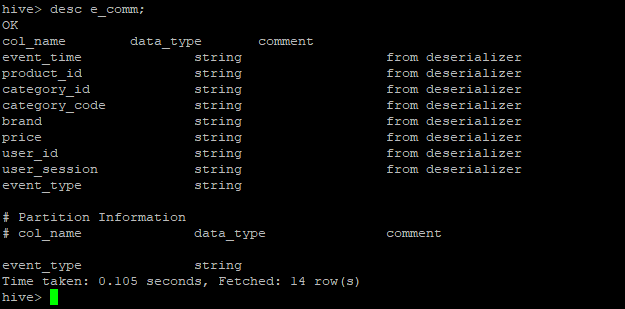 hive> desc e_comm;
OK
col_name data_type comment
event_time string from deserializer
product_id string from deserializer
category_id string from deserializer
category_code string from deserializer
brand string from deserializer
price string from deserializer
user_id string from deserializer
user_session string from deserializer
event_type string
# Partition Information
# col_name data_type comment
event_type string
Time taken: 0.105 seconds, Fetched: 14 row(s)
hive>